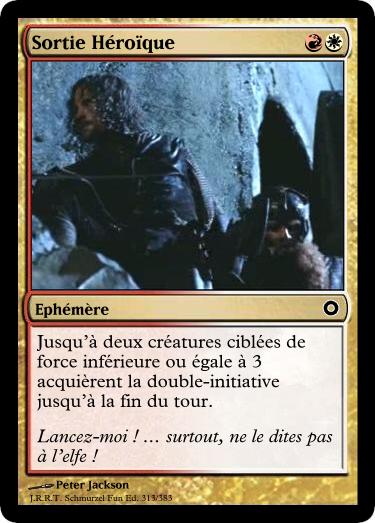 Sortie Héroïque
Ephémère
Jusqu'à deux créatures ciblées de
force inférieure ou égale à 3
acquièrent la double-initiative
jusqu'à la fin du tour.
Lancez-moi ! ... surtout, ne le dites pas
à l'elfe !
Peter Jackson
J.R.R.T. Schmurzel Fun Ed. 313/383